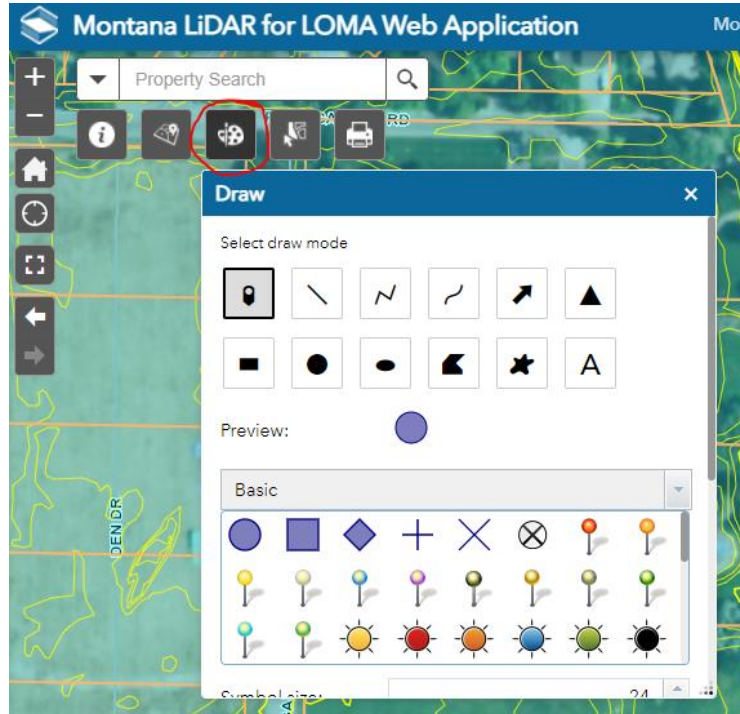 Montana LiDAR for LOMA Web Application
Mo
Property Search
RD
Draw
Select draw mode
A
Preview:
Basic
DEN DR
Symbol size:
24